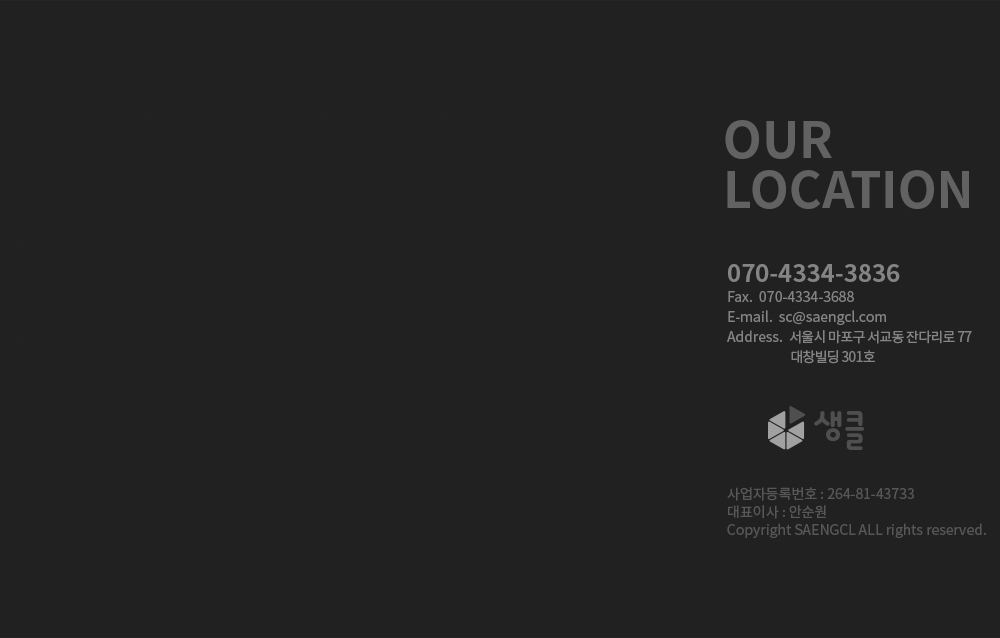 OUR
LOCATION
070-4334-3836
Fax. 070-4334-3688
E-mail. sc@saengcl.com
Address. 서울시 마포구 서교동 잔다리로 77
대창빌딩 301호
생클
사업자등록번호 : 264-81-43733
대표이사 : 안순원
Copyright SAENGCL ALL rights reserved.